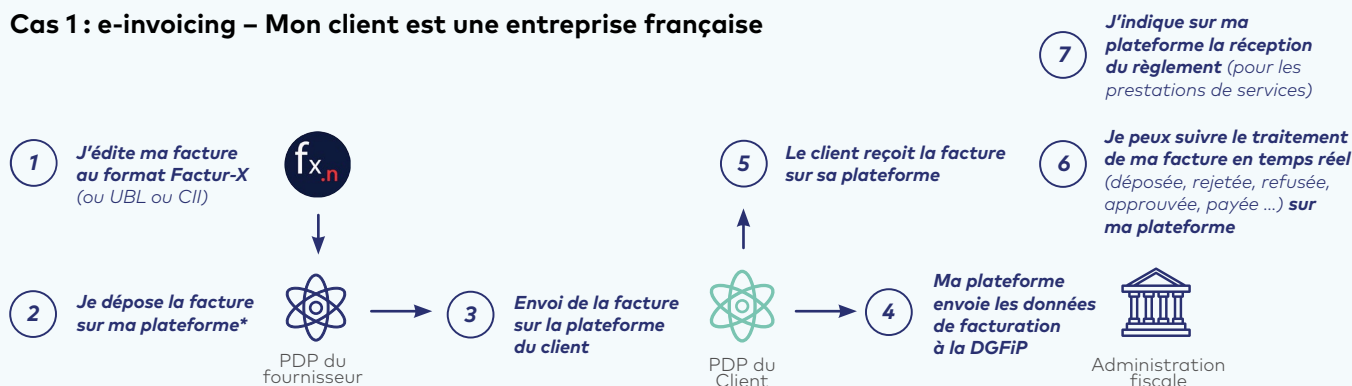 Cas 1 : e-invoicing – Mon client est une entreprise française
1
J'édite ma facture
au format Factur-X
(ou UBL ou CII)
fx.n
2
Je dépose la facture
sur ma plateforme*
PDP du
fournisseur
3
Envoi de la facture
sur la plateforme
du client
PDP du
Client
4
Ma plateforme
envoie les données
de facturation
à la DGFiP
Administration
fiscale
5
Le client reçoit la facture
sur sa plateforme
6
Je peux suivre le traitement
de ma facture en temps réel
(déposée, rejetée, refusée,
approuvée, payée ...) sur
ma plateforme
7
J'indique sur ma
plateforme la réception
du règlement (pour les
prestations de services)